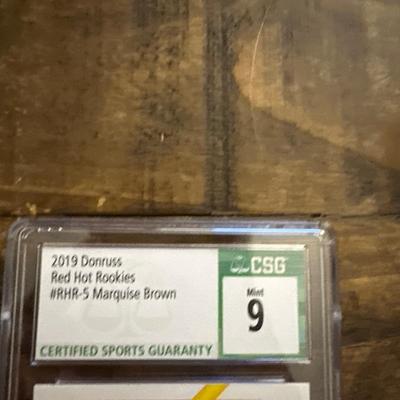 2019 Donruss
Red Hot Rookies
#RHR-5 Marquise Brown
CERTIFIED SPORTS GUARANTY
CSG
Mint
9